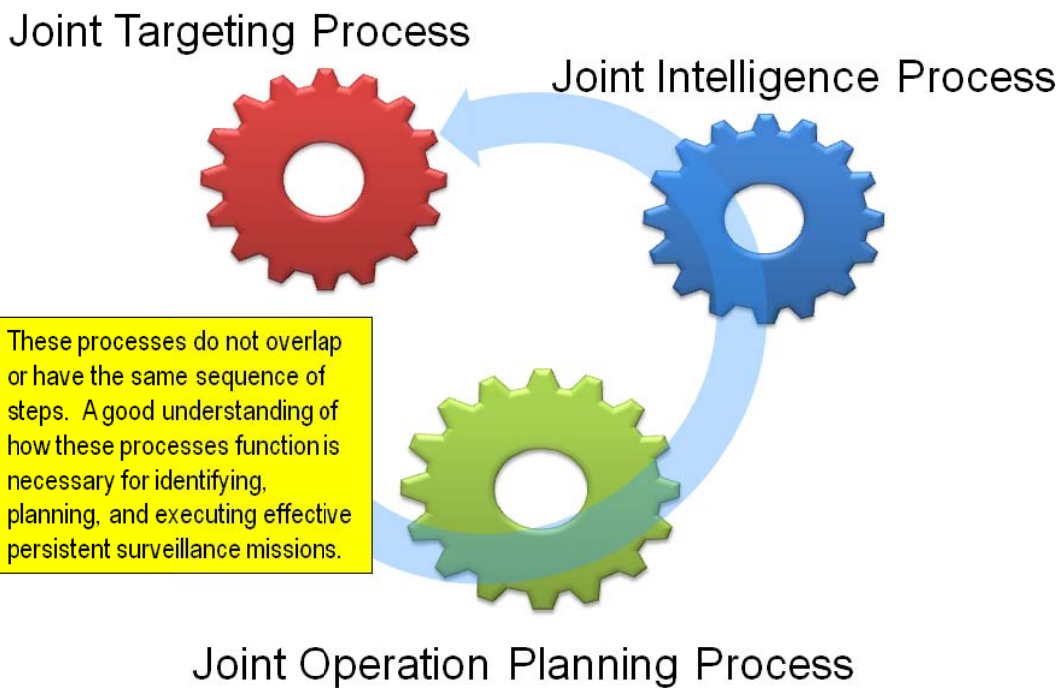 Joint Targeting Process
Joint Intelligence Process
These processes do not overlap
or have the same sequence of
steps. A good understanding of
how these processes function is
necessary for identifying,
planning, and executing effective
persistent surveillance missions.
Joint Operation Planning Process